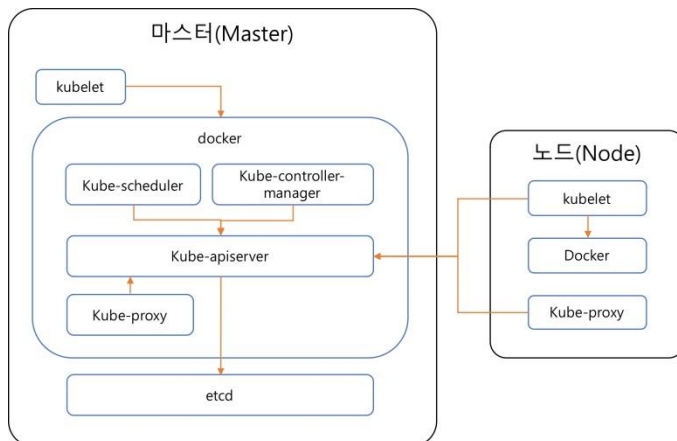 마스터(Master)
kubelet
docker
Kube-scheduler
Kube-controller-
manager
Kube-apiserver
Kube-proxy
etcd
노드(Node)
kubelet
Docker
Kube-proxy